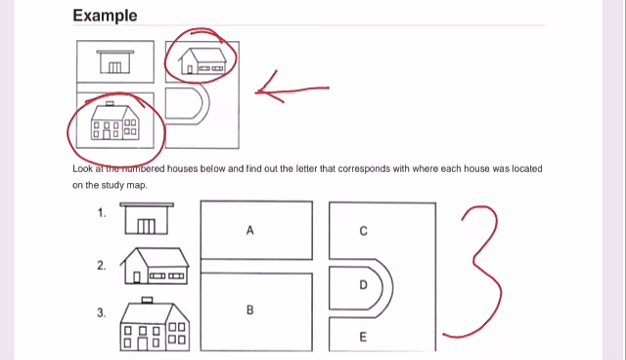 Example
Look at the numbered houses below and find out the letter that corresponds with where each house was located
on the study map.
1.
A
C
2.
D
3.
B
E
3